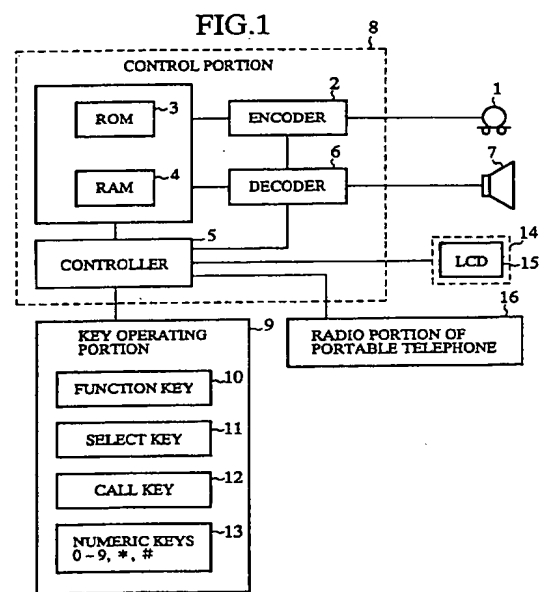 FIG.1
8
CONTROL PORTION
ROM
3
RAM
4
2
ENCODER
6
DECODER
1
7
5
CONTROLLER
14
LCD
15
16
RADIO PORTION OF
PORTABLE TELEPHONE
9
KEY OPERATING
PORTION
10
FUNCTION KEY
11
SELECT KEY
12
CALL KEY
13
NUMERIC KEYS
0-9, *, #